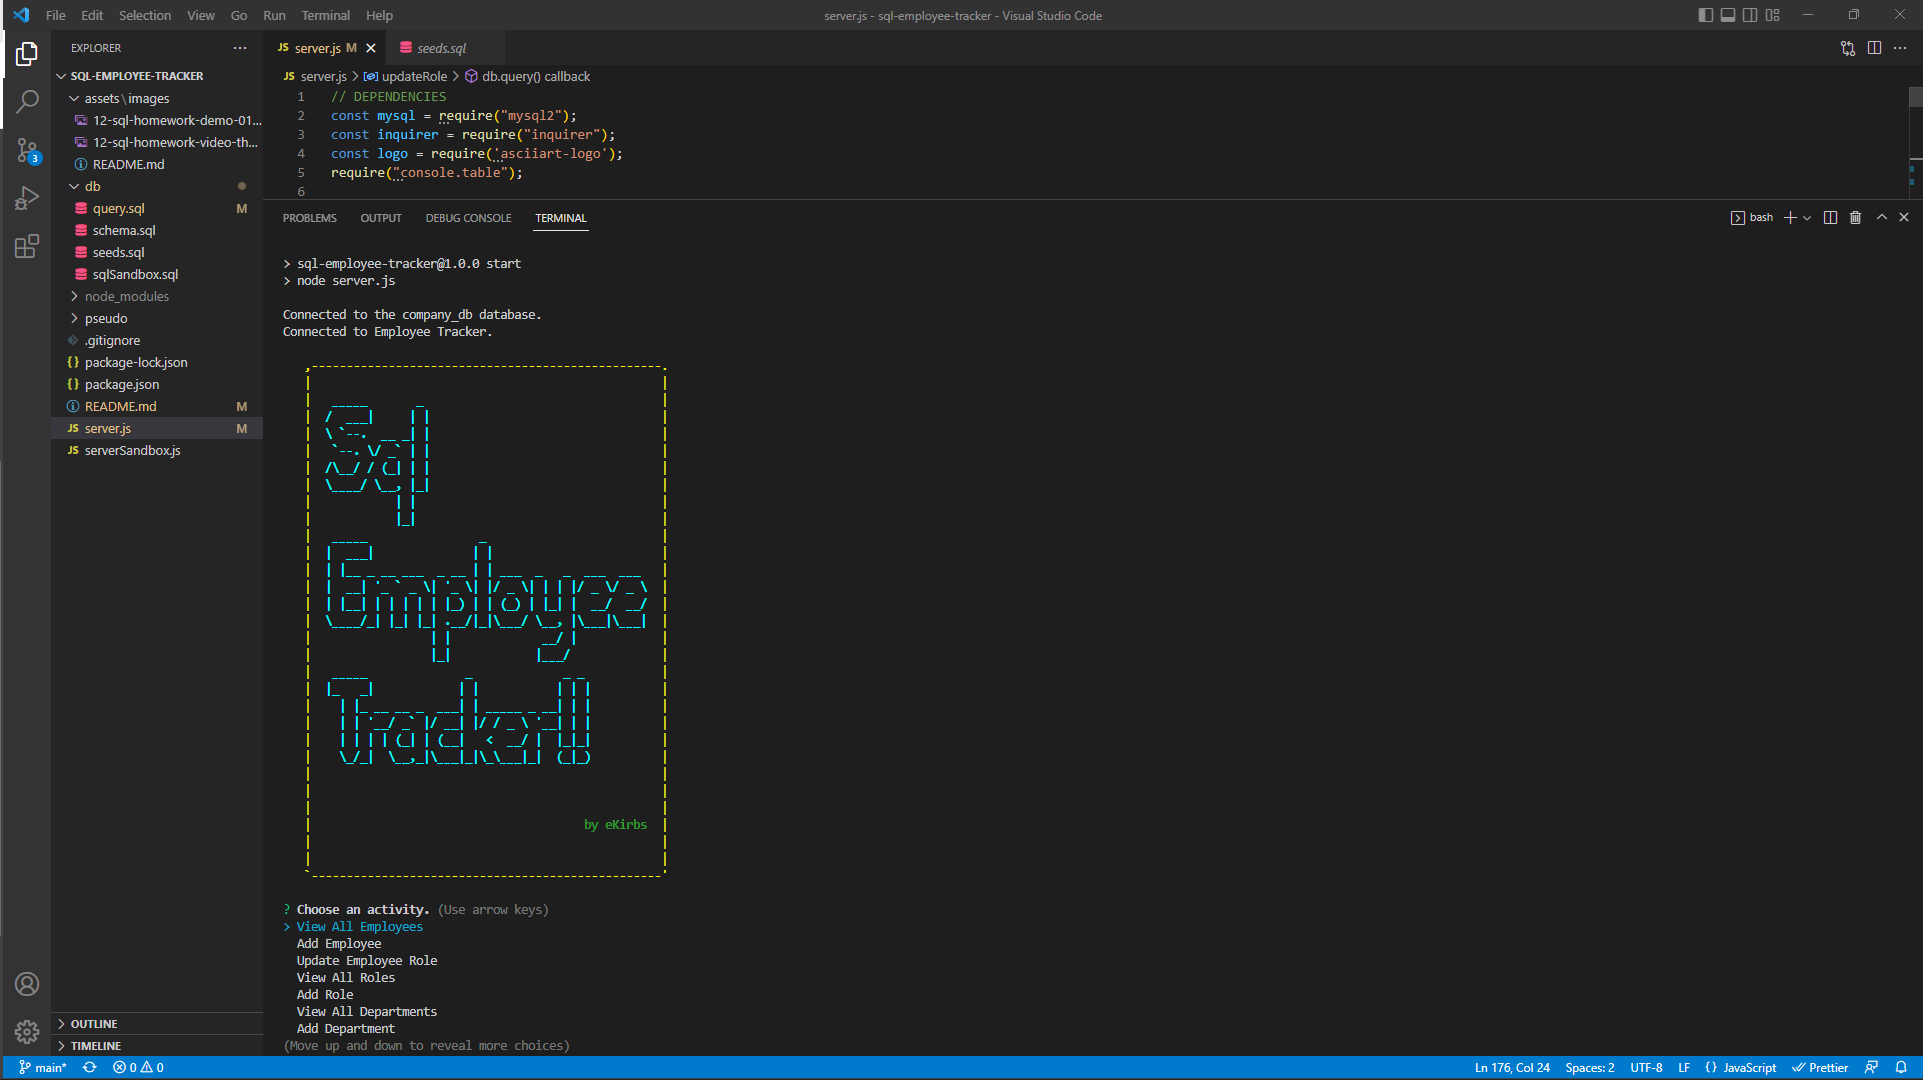 File Edit Selection View Go Run Terminal Help
server.js - sql-employee-tracker - Visual Studio Code
EXPLORER
SQL-EMPLOYEE-TRACKER
assets\images
12-sql-homework-demo-01...
12-sql-homework-video-th...
README.md
db
query.sql M
schema.sql
seeds.sql
sqlSandbox.sql
node_modules
pseudo
.gitignore
package-lock.json
package.json
README.md M
server.js M
serverSandbox.js
OUTLINE
TIMELINE
JS server.js M
seeds.sql
JS server.js > updateRole > db.query() callback
1 // DEPENDENCIES
2 const mysql = require("mysql2");
3 const inquirer = require("inquirer");
4 const logo = require('asciiart-logo');
5 require("console.table");
6
PROBLEMS OUTPUT DEBUG CONSOLE TERMINAL
bash
> sql-employee-tracker@1.0.0 start
> node server.js
Connected to the company_db database.
Connected to Employee Tracker.
Sql
Employee
Tracker!!
by eKirbs
? Choose an activity. (Use arrow keys)
> View All Employees
Add Employee
Update Employee Role
View All Roles
Add Role
View All Departments
Add Department
(Move up and down to reveal more choices)
main* 0 0
Ln 176, Col 24 Spaces: 2 UTF-8 LF {} JavaScript Prettier
3